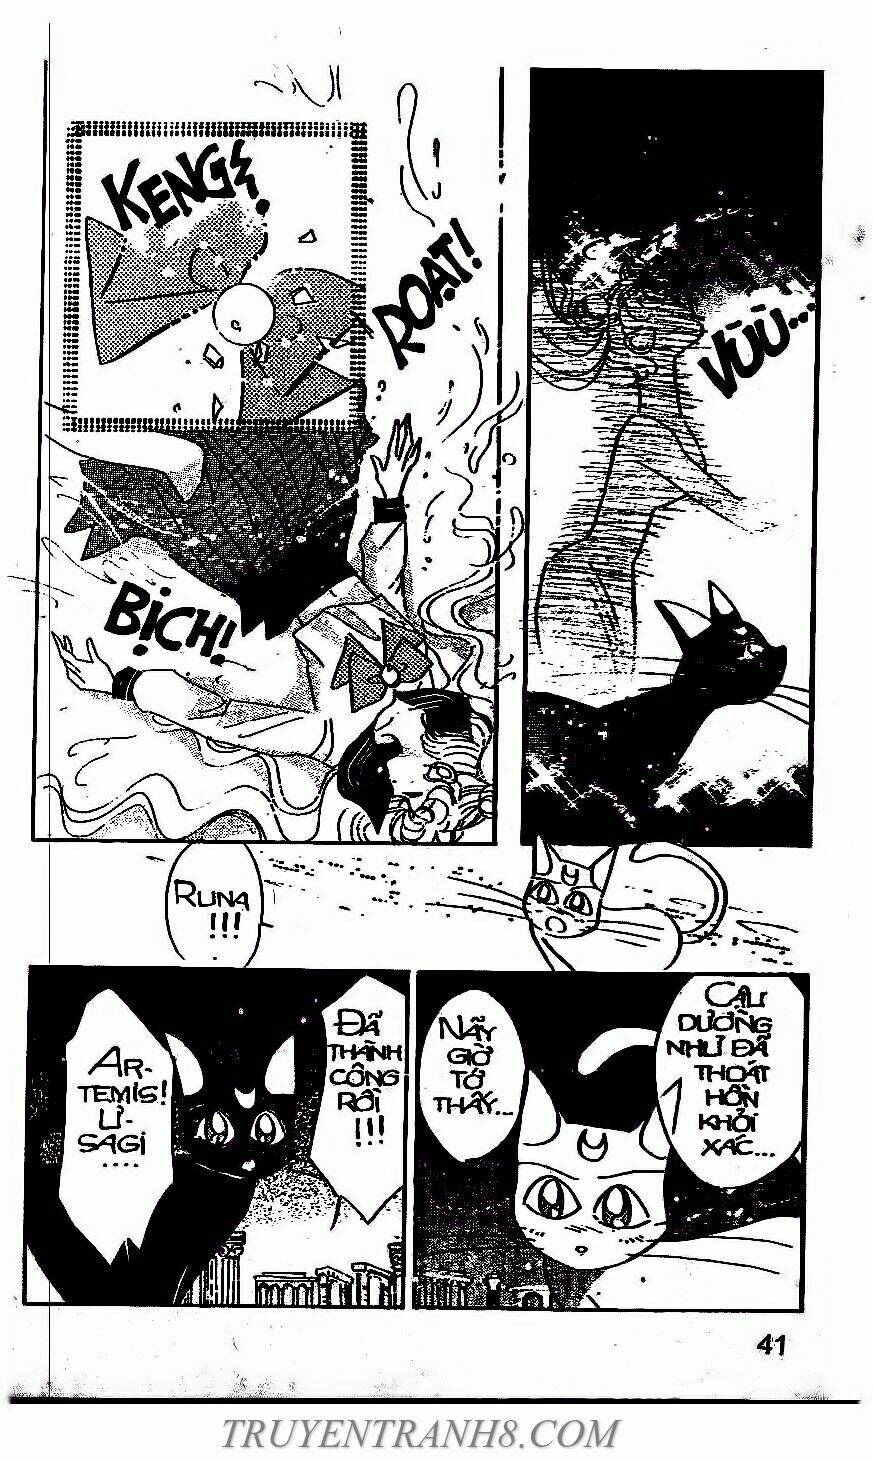 VŨŨ...
KENG
ROẠT!
BỊCH!
RUNA
!!!
CẬU
DƯỜNG
NHƯ ĐÃ
THOÁT
HỒN
KHỎI
XÁC...
NÃY
GIỜ
TỚ
THẤY...
ĐÃ
THÀNH
CÔNG
RỒI
!!!
AR-
TEMIS!
U-
SAGI
....
41
TRUYENTRANH8.COM